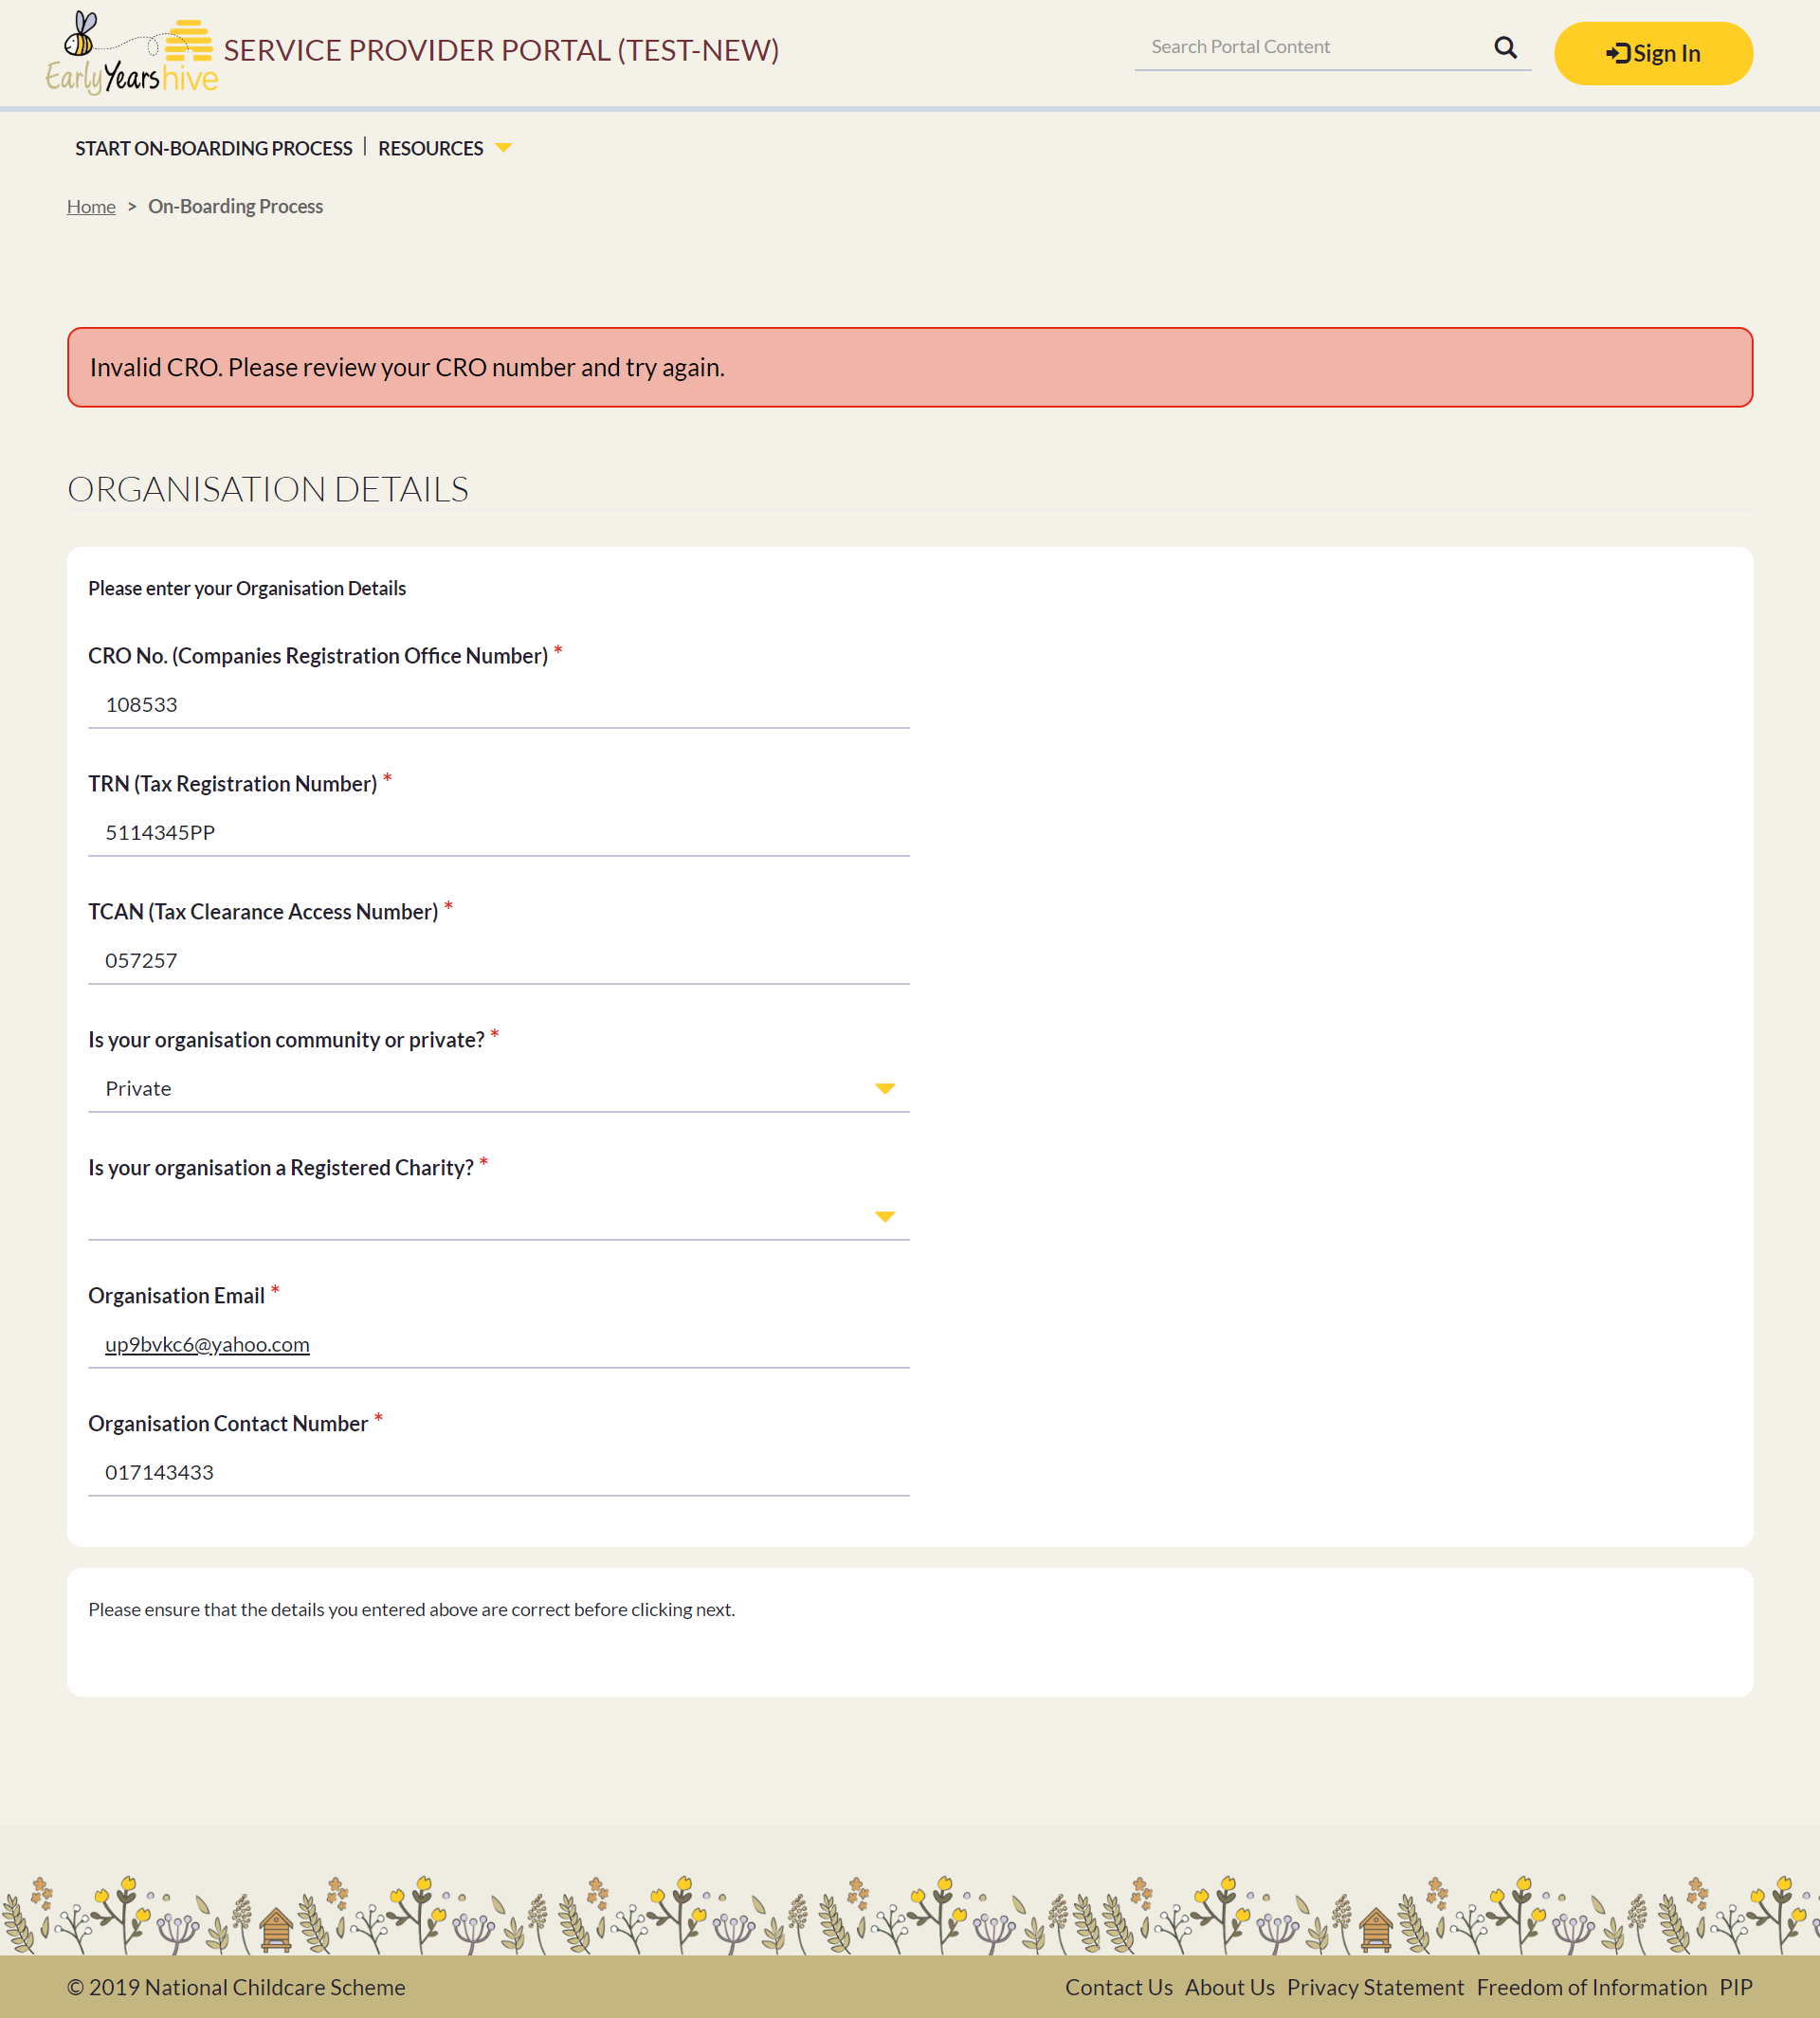 EarlyYearshive
SERVICE PROVIDER PORTAL (TEST-NEW)
Search Portal Content
Sign In
START ON-BOARDING PROCESS | RESOURCES
Home > On-Boarding Process
Invalid CRO. Please review your CRO number and try again.
ORGANISATION DETAILS
Please enter your Organisation Details
CRO No. (Companies Registration Office Number) *
108533
TRN (Tax Registration Number) *
5114345PP
TCAN (Tax Clearance Access Number) *
057257
Is your organisation community or private? *
Private
Is your organisation a Registered Charity? *
Organisation Email *
up9bvkc6@yahoo.com
Organisation Contact Number *
017143433
Please ensure that the details you entered above are correct before clicking next.
© 2019 National Childcare Scheme
Contact Us About Us Privacy Statement Freedom of Information PIP